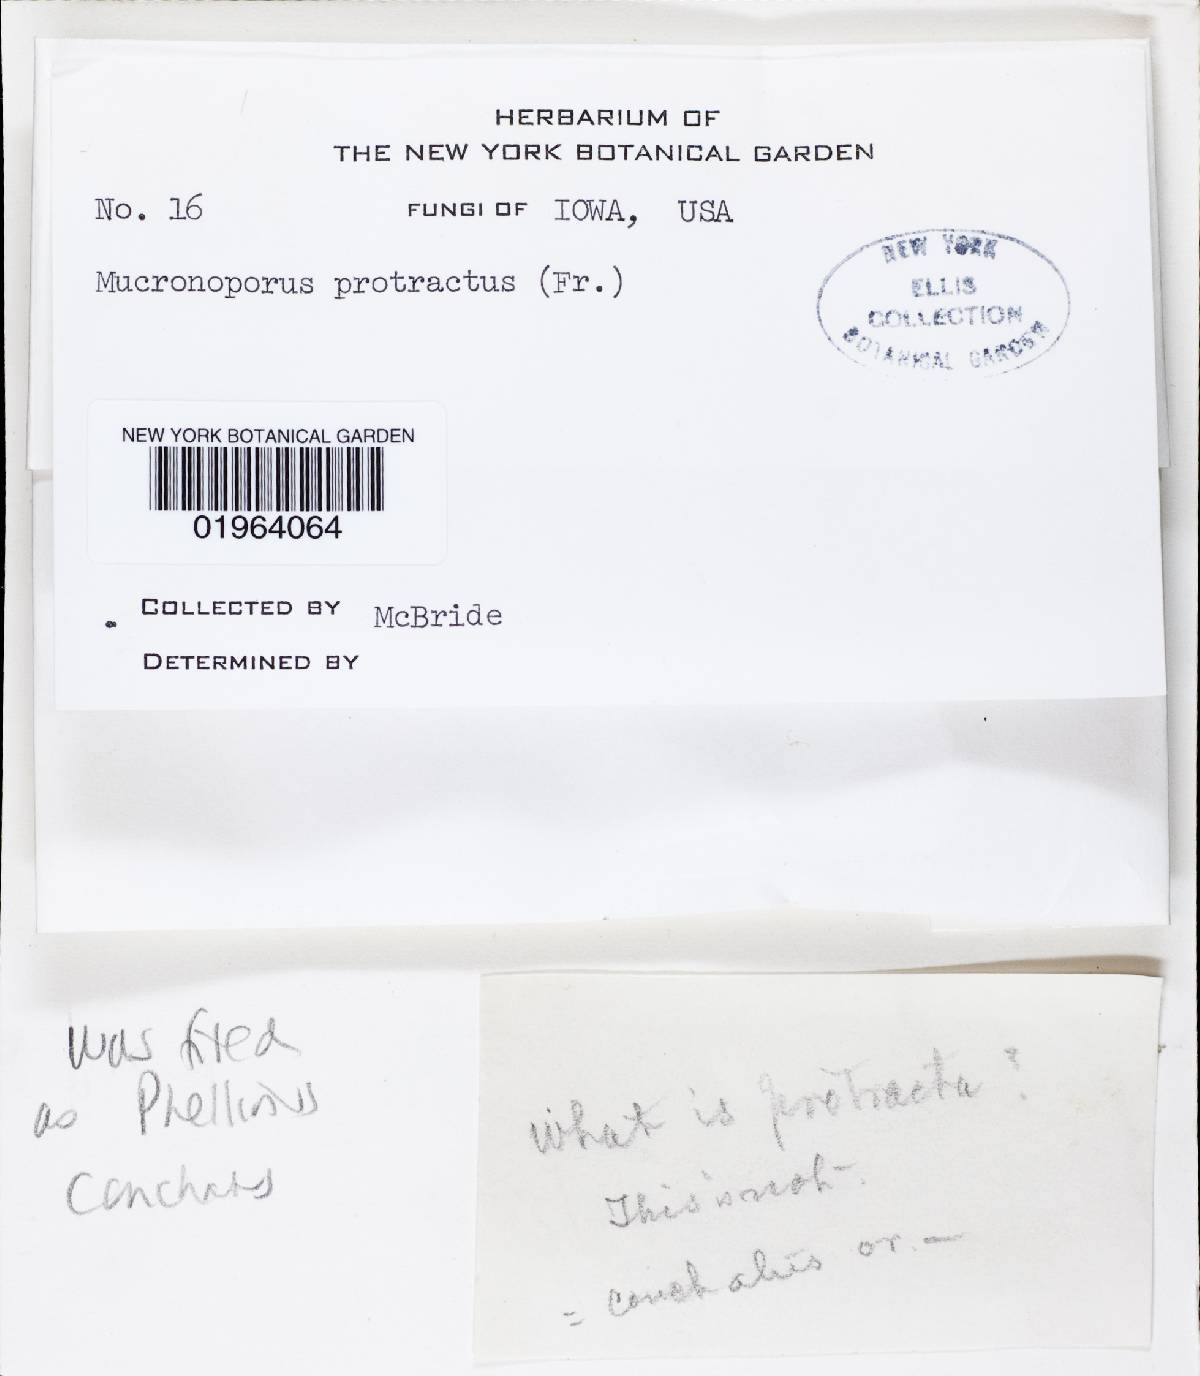 HERBARIUM OF
THE NEW YORK BOTANICAL GARDEN
No. 16 FUNGI OF IOWA, USA
Mucronoporus protractus (Fr.)
NEW YORK
ELLIS
COLLECTION
BOTANICAL GARDEN
NEW YORK BOTANICAL GARDEN
01964064
COLLECTED BY McBride
DETERMINED BY
was filed
as Phellinus
Conchatus
What is protracta?
This is not.
= conchatus or. —